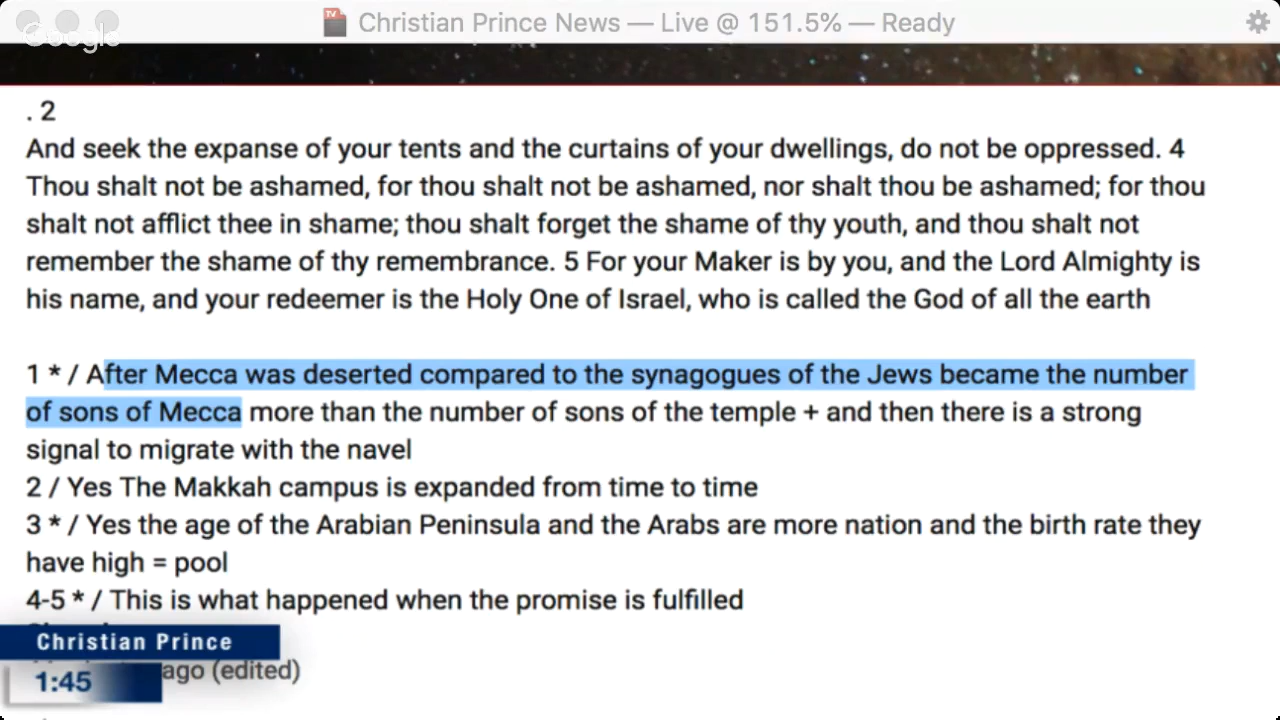 Christian Prince News — Live @ 151.5% — Ready
Google
. 2
And seek the expanse of your tents and the curtains of your dwellings, do not be oppressed. 4
Thou shalt not be ashamed, for thou shalt not be ashamed, nor shalt thou be ashamed; for thou
shalt not afflict thee in shame; thou shalt forget the shame of thy youth, and thou shalt not
remember the shame of thy remembrance. 5 For your Maker is by you, and the Lord Almighty is
his name, and your redeemer is the Holy One of Israel, who is called the God of all the earth
1 * / After Mecca was deserted compared to the synagogues of the Jews became the number
of sons of Mecca more than the number of sons of the temple + and then there is a strong
signal to migrate with the navel
2 / Yes The Makkah campus is expanded from time to time
3 * / Yes the age of the Arabian Peninsula and the Arabs are more nation and the birth rate they
have high = pool
4-5 * / This is what happened when the promise is fulfilled
Christian Prince
ago (edited)
1:45